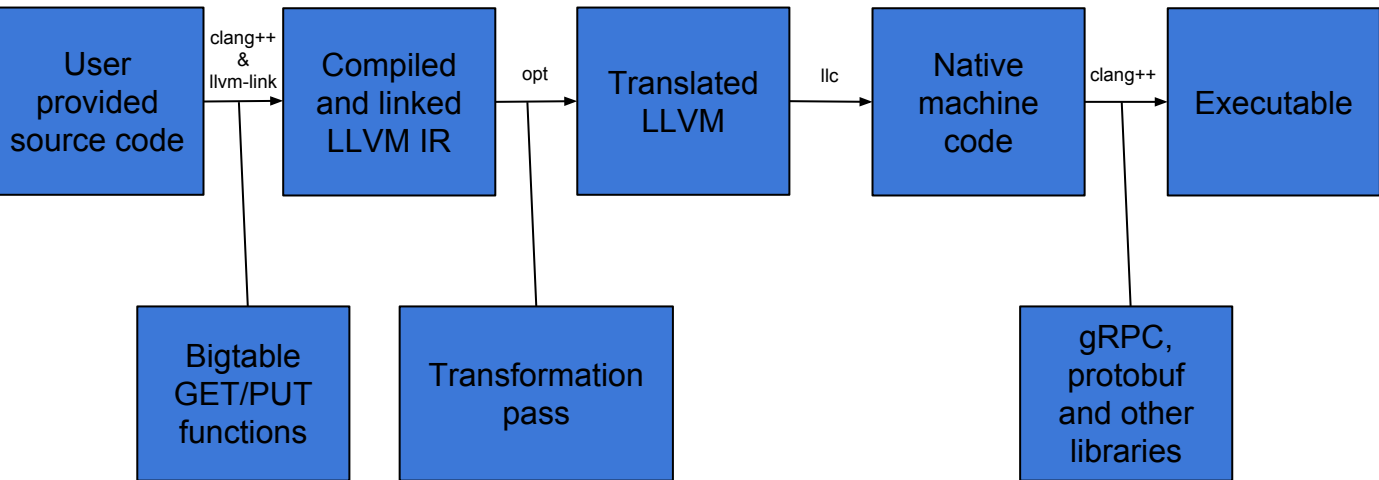 User
provided
source code
clang++
&
llvm-link
Compiled
and linked
LLVM IR
opt
Translated
LLVM
llc
Native
machine
code
clang++
Executable
Bigtable
GET/PUT
functions
Transformation
pass
gRPC,
protobuf
and other
libraries